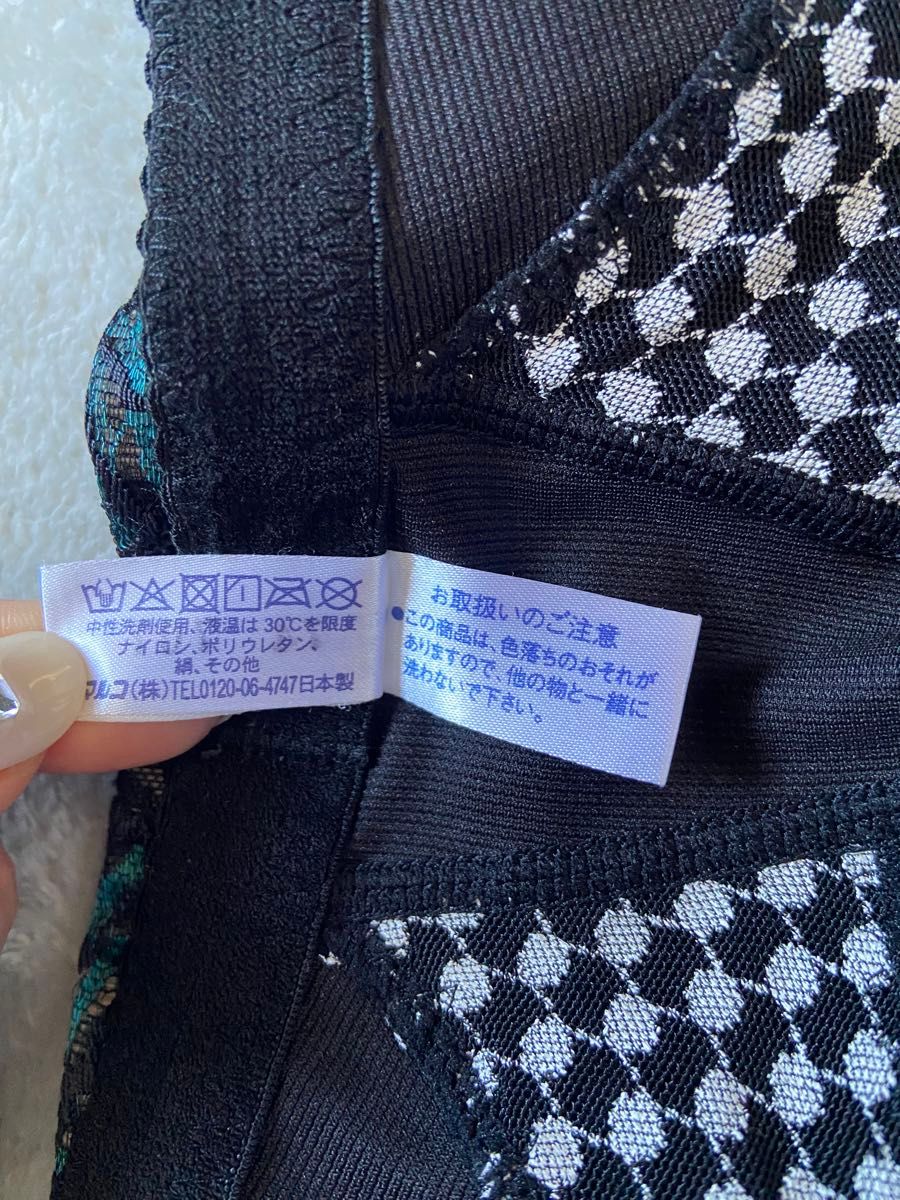 中性洗剤使用、液温は30℃を限度
ナイロン、ポリウレタン、
絹、その他
マルコ(株)TEL0120-06-4747日本製
お取扱いのご注意
●この商品は、色落ちのおそれが
ありますので、他の物と一緒に
洗わないで下さい。